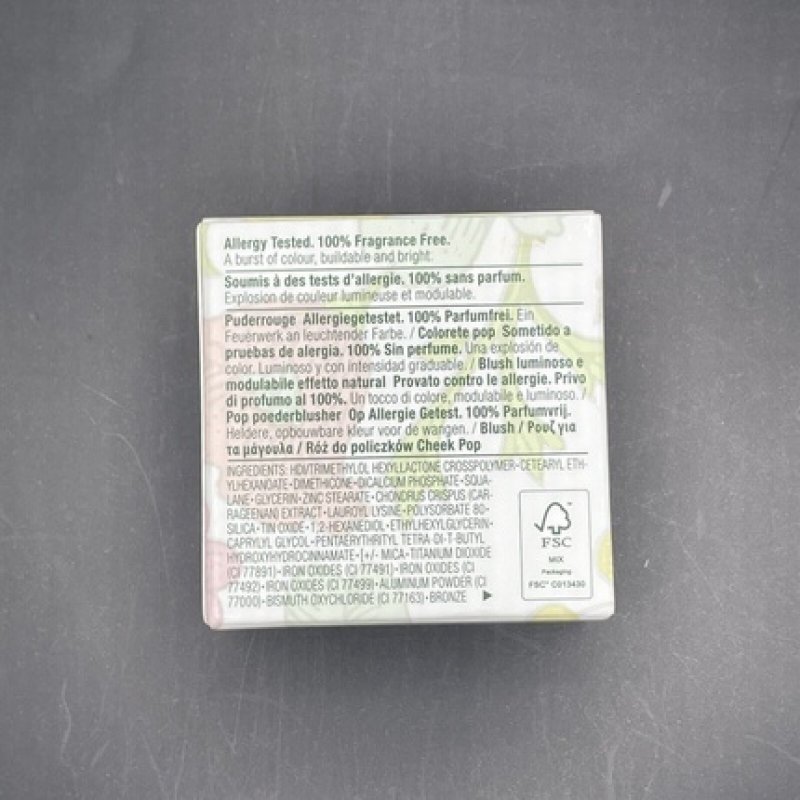 Allergy Tested. 100% Fragrance Free.
A burst of colour, buildable and bright.
Soumis à des tests d'allergie. 100% sans parfum.
Explosion de couleur lumineuse et modulable.
Puderrouge Allergiegetestet. 100% Parfumfrei. Ein
Feuerwerk an leuchtender Farbe. / Colorete pop Sometido a
pruebas de alergia. 100% Sin perfume. Una explosión de
color. Luminoso y con intensidad graduable. / Blush luminoso e
modulabile effetto natural Provato contro le allergie. Privo
di profumo al 100%. Un tocco di colore, modulabile e luminoso. /
Pop poederblusher Op Allergie Getest. 100% Parfumvrij.
Heldere, opbouwbare kleur voor de wangen. / Blush / Ρουζ για
τα μάγουλα / Róż do policzków Cheek Pop
INGREDIENTS: HDI/TRIMETHYLOL HEXYLLACTONE CROSSPOLYMER•CETEARYL ETH-
YLHEXANOATE•DIMETHICONE•DICALCIUM PHOSPHATE•SQUA-
LANE•GLYCERIN•ZINC STEARATE•CHONDRUS CRISPUS (CAR-
RAGEENAN) EXTRACT•LAUROYL LYSINE•POLYSORBATE 80•
SILICA•TIN OXIDE•1,2-HEXANEDIOL•ETHYLHEXYLGLYCERIN•
CAPRYLYL GLYCOL•PENTAERYTHRITYL TETRA-DI-T-BUTYL
HYDROXYHYDROCINNAMATE•[+/- MICA•TITANIUM DIOXIDE
(CI 77891)•IRON OXIDES (CI 77491)•IRON OXIDES (CI
77492)•IRON OXIDES (CI 77499)•ALUMINUM POWDER (CI
77000)•BISMUTH OXYCHLORIDE (CI 77163)•BRONZE
FSC
MIX
Packaging
FSC® C013430